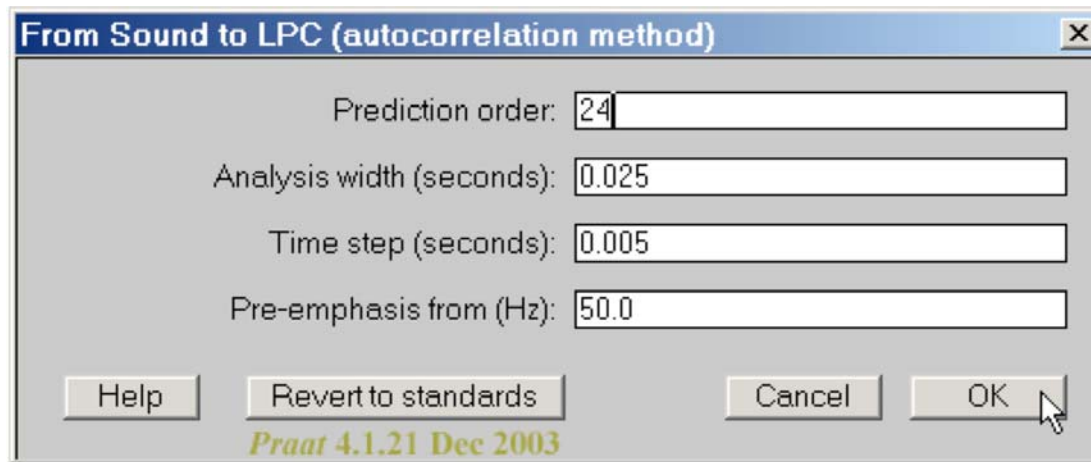 From Sound to LPC (autocorrelation method)
Prediction order: 24
Analysis width (seconds): 0.025
Time step (seconds): 0.005
Pre-emphasis from (Hz): 50.0
Help Revert to standards Cancel OK
Praat 4.1.21 Dec 2003